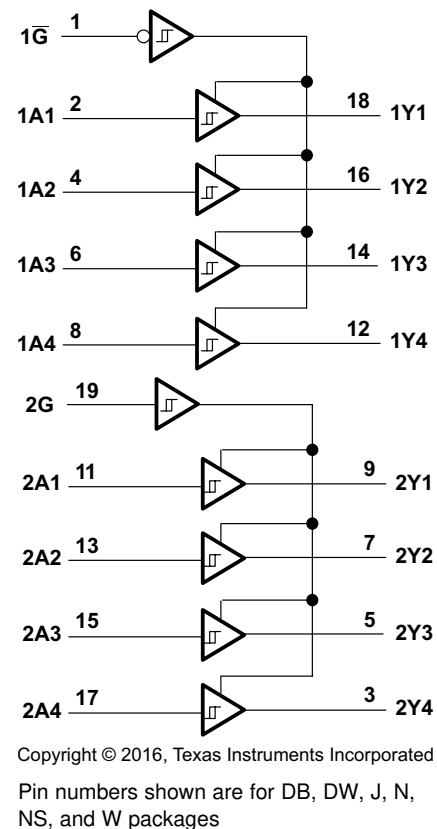 1G̅ 1
1A1 2 18 1Y1
1A2 4 16 1Y2
1A3 6 14 1Y3
1A4 8 12 1Y4
2G 19
2A1 11 9 2Y1
2A2 13 7 2Y2
2A3 15 5 2Y3
2A4 17 3 2Y4
Copyright © 2016, Texas Instruments Incorporated
Pin numbers shown are for DB, DW, J, N,
NS, and W packages